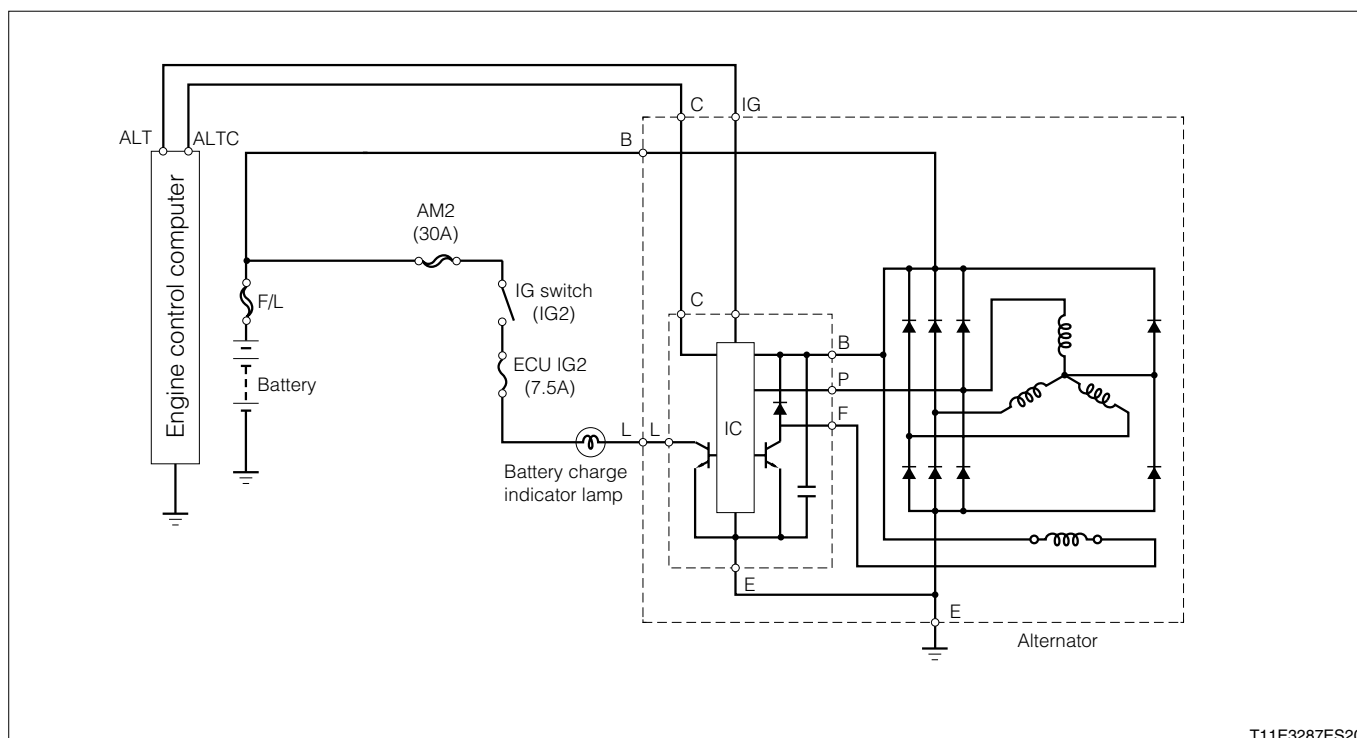 C
IG
ALT
ALTC
B
Engine control computer
AM2
(30A)
IG switch
(IG2)
F/L
C
ECU IG2
(7.5A)
B
Battery
P
IC
F
L
L
Battery charge
indicator lamp
E
E
Alternator
T11E3287ES20